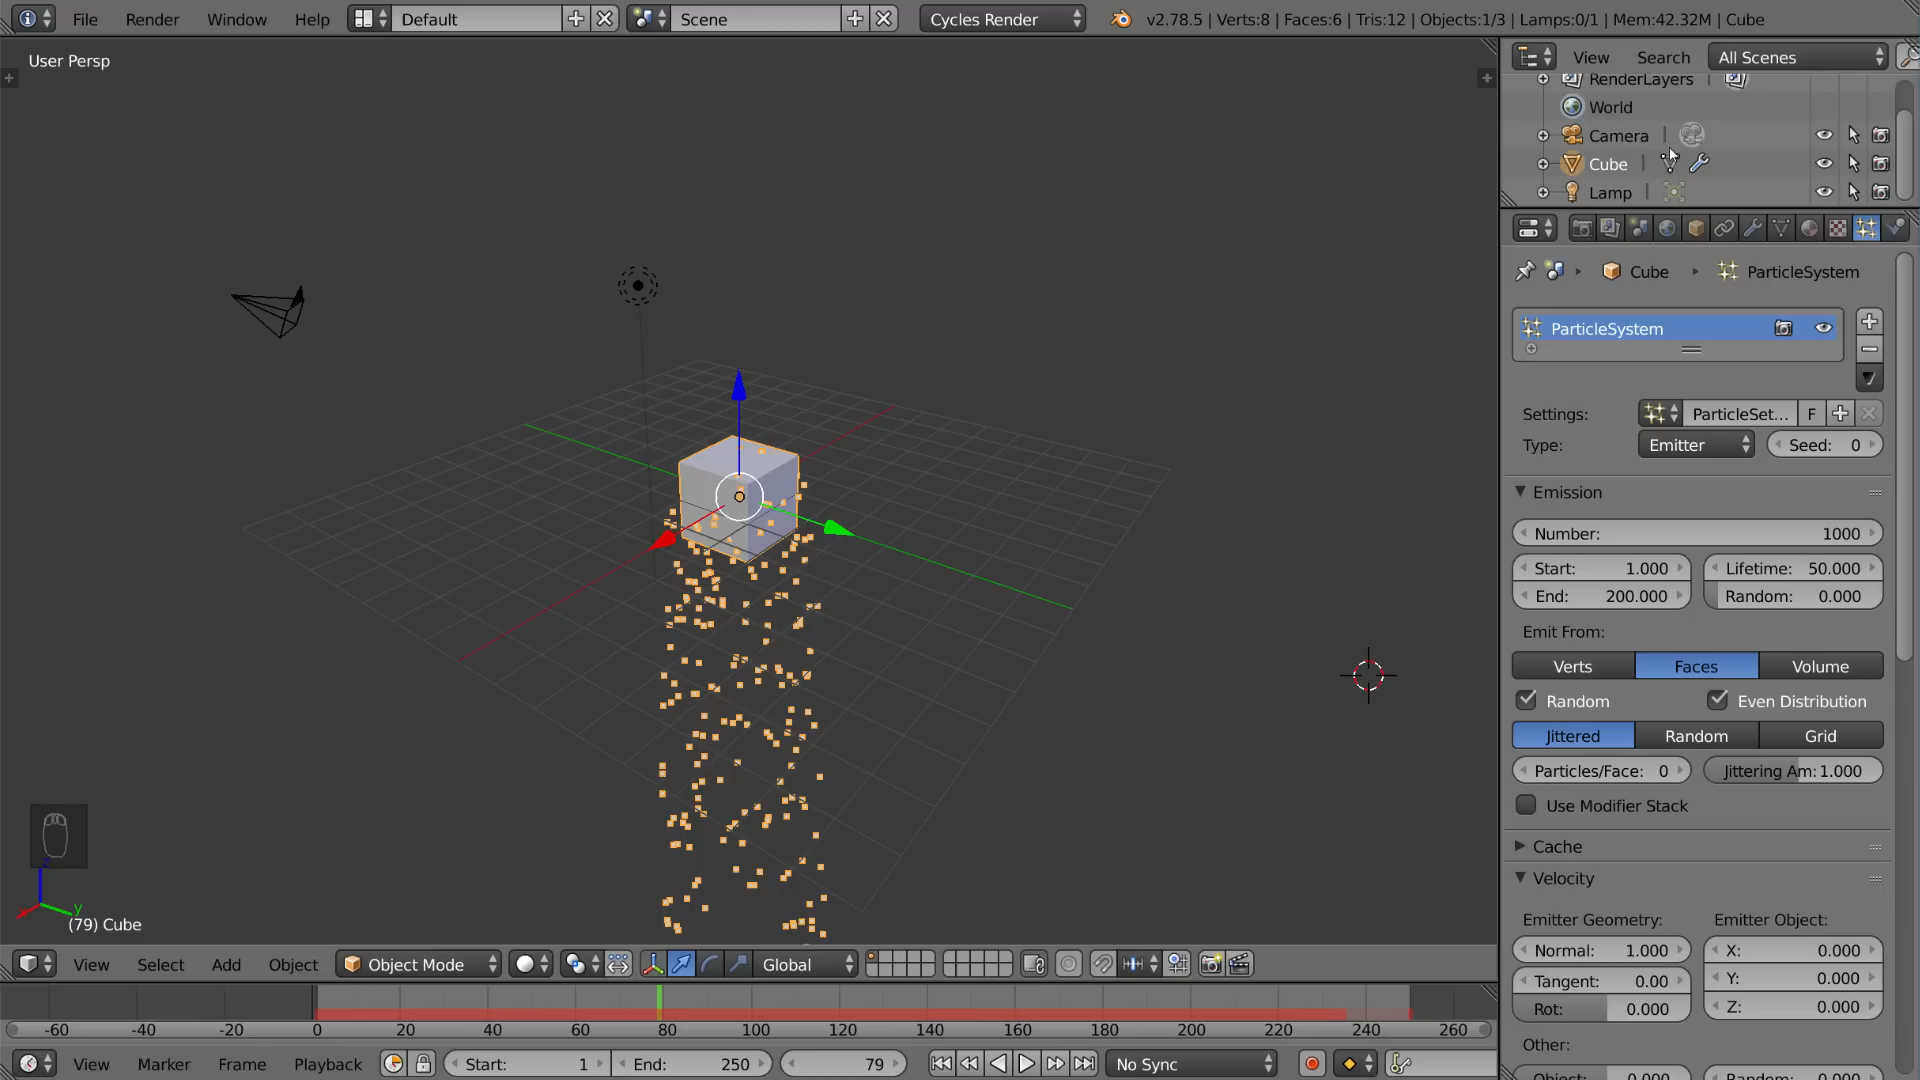 File Render Window Help Default Scene Cycles Render v2.78.5 | Verts:8 | Faces:6 | Tris:12 | Objects:1/3 | Lamps:0/1 | Mem:42.32M | Cube
User Persp
View Search All Scenes
RenderLayers
World
Camera
Cube
Lamp
Cube ParticleSystem
ParticleSystem
Settings: ParticleSet... F
Type: Emitter Seed: 0
Emission
Number: 1000
Start: 1.000 Lifetime: 50.000
End: 200.000 Random: 0.000
Emit From:
Verts Faces Volume
Random Even Distribution
Jittered Random Grid
Particles/Face: 0 Jittering Am: 1.000
Use Modifier Stack
Cache
Velocity
Emitter Geometry: Emitter Object:
Normal: 1.000 X: 0.000
Tangent: 0.00 Y: 0.000
Rot: 0.000 Z: 0.000
Other:
Object: 0.000 Random: 0.000
z
x y
(79) Cube
View Select Add Object Object Mode Global
-60 -40 -20 0 20 40 60 80 100 120 140 160 180 200 220 240 260
View Marker Frame Playback Start: 1 End: 250 79 No Sync